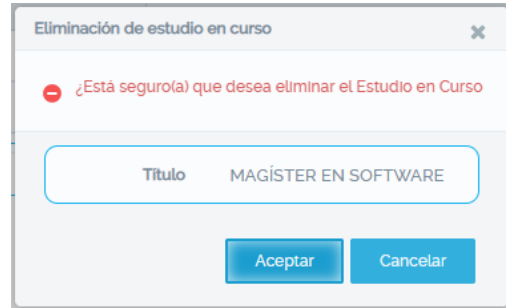 Eliminación de estudio en curso
¿Está seguro(a) que desea eliminar el Estudio en Curso
Título MAGÍSTER EN SOFTWARE
Aceptar Cancelar